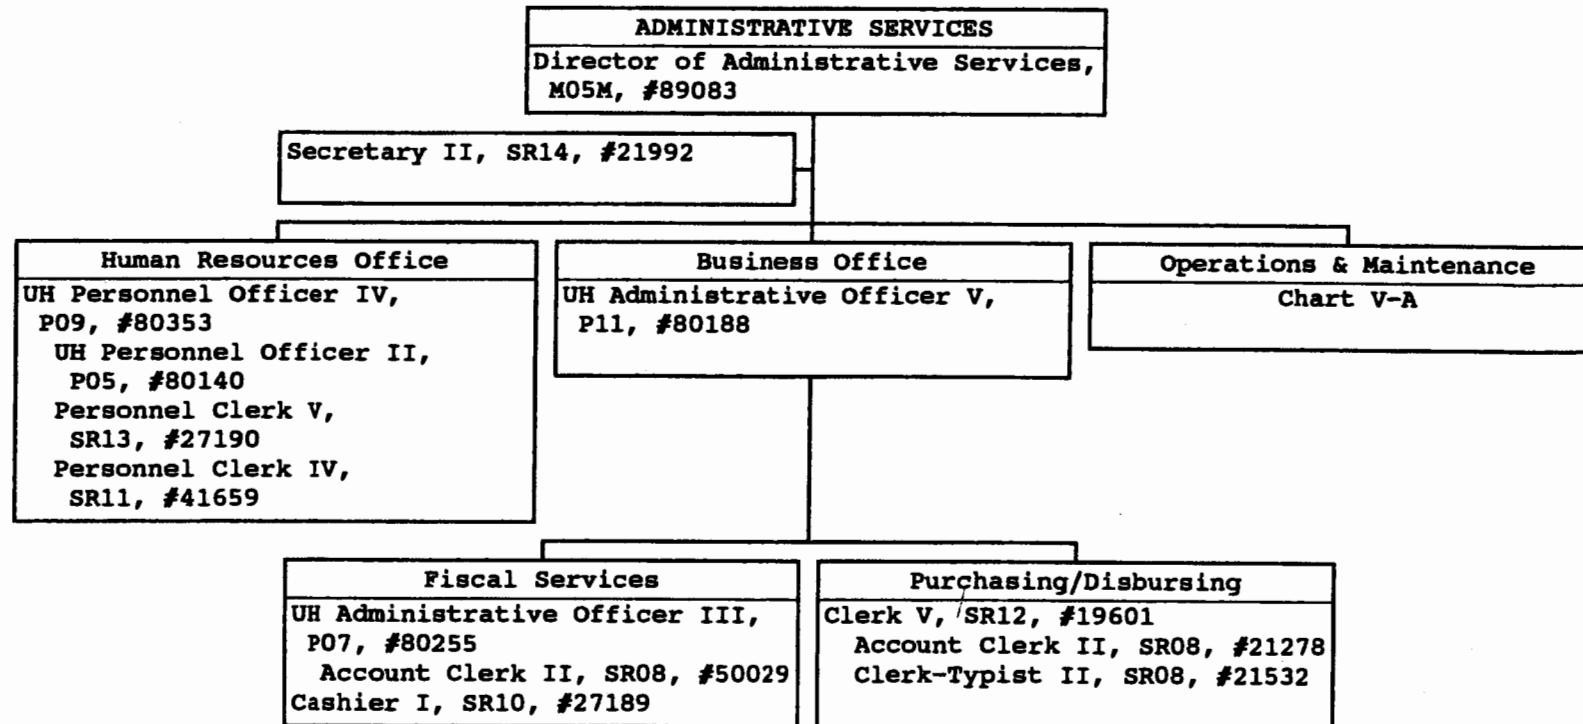 ADMINISTRATIVE SERVICES
Director of Administrative Services,
M05M, #89083
Secretary II, SR14, #21992
Human Resources Office
UH Personnel Officer IV,
P09, #80353
UH Personnel Officer II,
P05, #80140
Personnel Clerk V,
SR13, #27190
Personnel Clerk IV,
SR11, #41659
Business Office
UH Administrative Officer V,
P11, #80188
Operations & Maintenance
Chart V-A
Fiscal Services
UH Administrative Officer III,
P07, #80255
Account Clerk II, SR08, #50029
Cashier I, SR10, #27189
Purchasing/Disbursing
Clerk V, SR12, #19601
Account Clerk II, SR08, #21278
Clerk-Typist II, SR08, #21532